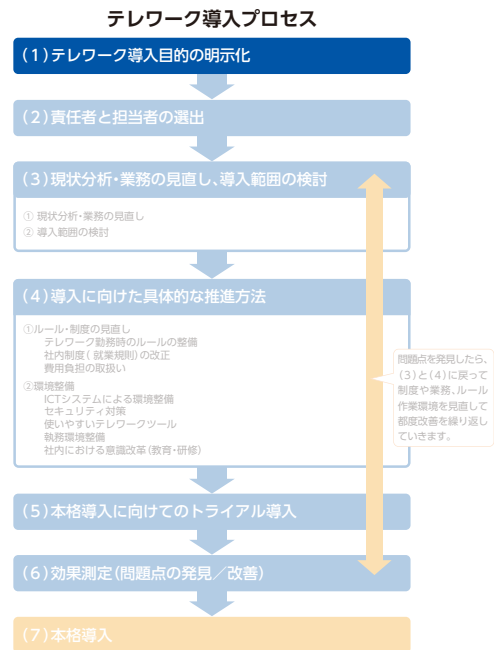 テレワーク導入プロセス
(1)テレワーク導入目的の明示化
(2)責任者と担当者の選出
(3)現状分析・業務の見直し、導入範囲の検討
① 現状分析・業務の見直し
② 導入範囲の検討
(4)導入に向けた具体的な推進方法
①ルール・制度の見直し
テレワーク勤務時のルールの整備
社内制度( 就業規則)の改正
費用負担の取扱い
②環境整備
ICTシステムによる環境整備
セキュリティ対策
使いやすいテレワークツール
執務環境整備
社内における意識改革(教育・研修)
問題点を発見したら、
(3)と(4)に戻って
制度や業務、ルール
作業環境を見直して
都度改善を繰り返し
ていきます。
(5)本格導入に向けてのトライアル導入
(6)効果測定(問題点の発見/改善)
(7)本格導入